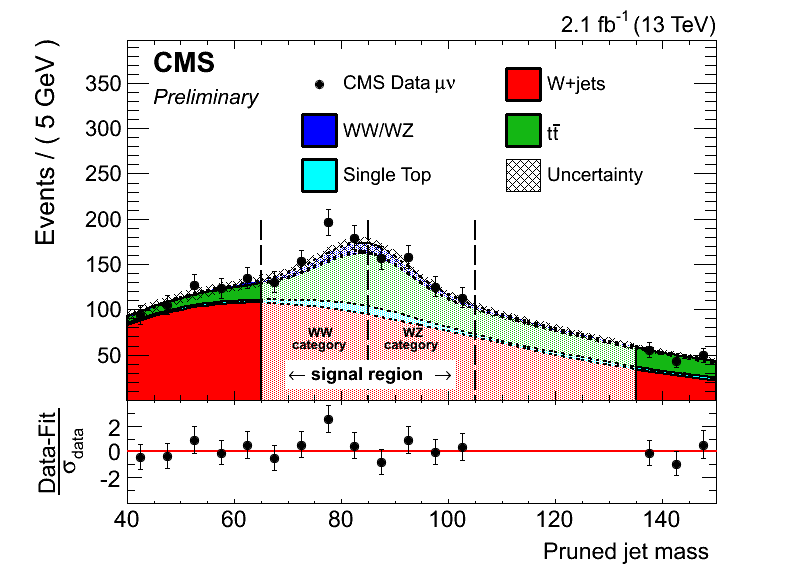 2.1 fb⁻¹ (13 TeV)
CMS
Preliminary
CMS Data μν
W+jets
WW/WZ
tt̄
Single Top
Uncertainty
Events / ( 5 GeV )
350
300
250
200
150
100
50
WW category
WZ category
← signal region →
Data-Fit
σdata
2
0
-2
40 60 80 100 120 140
Pruned jet mass